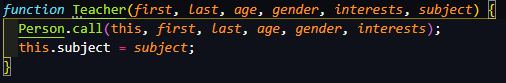 function Teacher(first, last, age, gender, interests, subject) {
Person.call(this, first, last, age, gender, interests);
this.subject = subject;
}